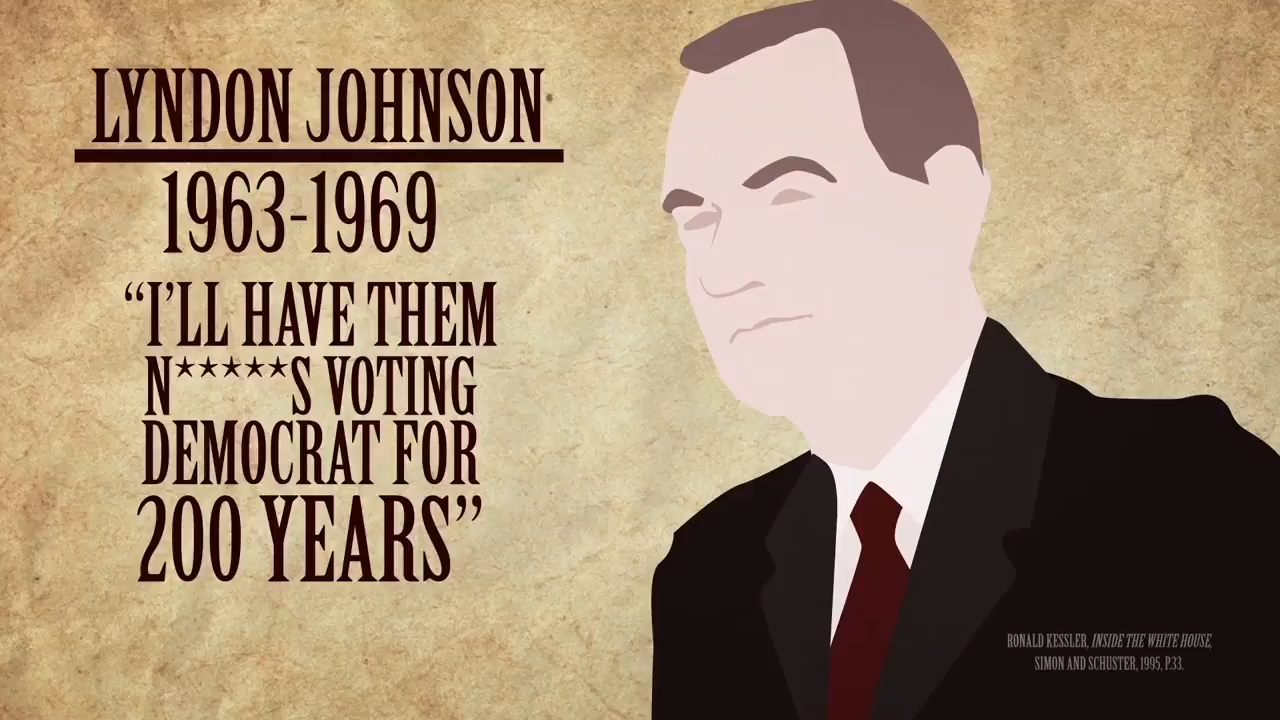 LYNDON JOHNSON
1963-1969
“I’LL HAVE THEM
N*****S VOTING
DEMOCRAT FOR
200 YEARS”
RONALD KESSLER, INSIDE THE WHITE HOUSE,
SIMON AND SCHUSTER, 1995, P.33.